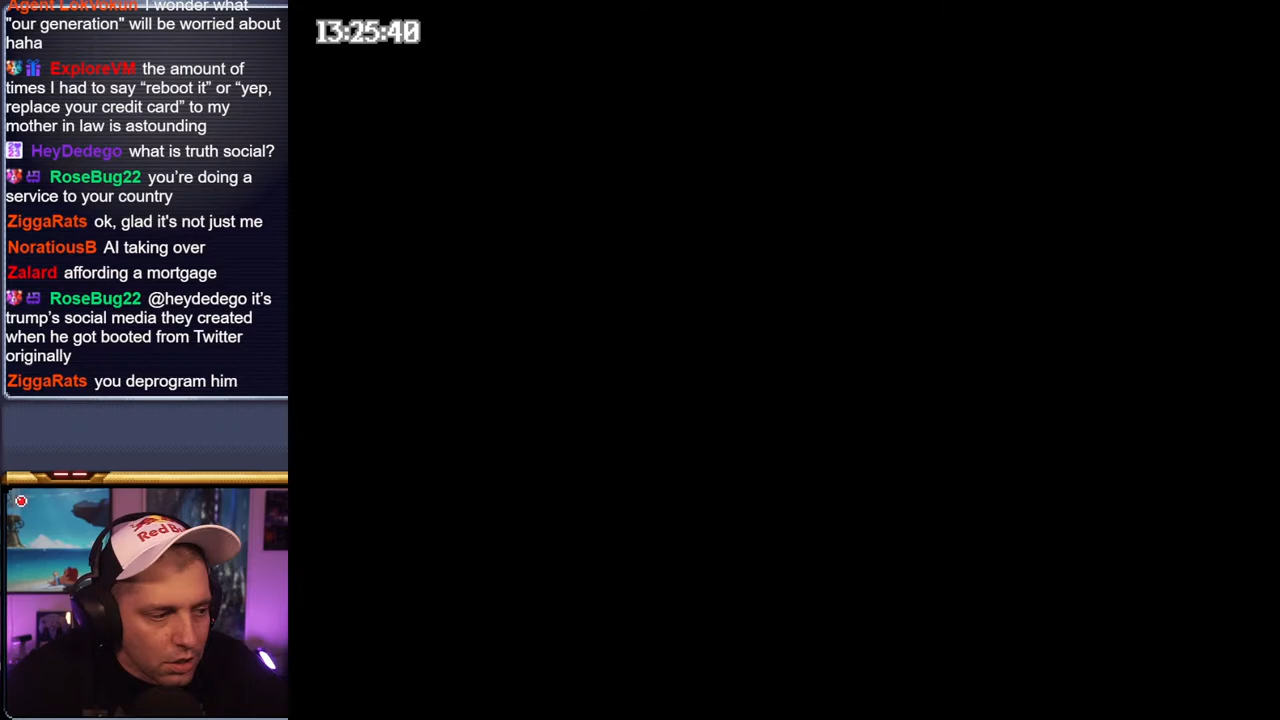 Agent LokVokun I wonder what
"our generation" will be worried about
haha
ExploreVM the amount of
times I had to say “reboot it” or “yep,
replace your credit card” to my
mother in law is astounding
HeyDedego what is truth social?
RoseBug22 you’re doing a
service to your country
ZiggaRats ok, glad it's not just me
NoratiousB AI taking over
Zalard affording a mortgage
RoseBug22 @heydedego it’s
trump’s social media they created
when he got booted from Twitter
originally
ZiggaRats you deprogram him
13:25:40
Red Bull